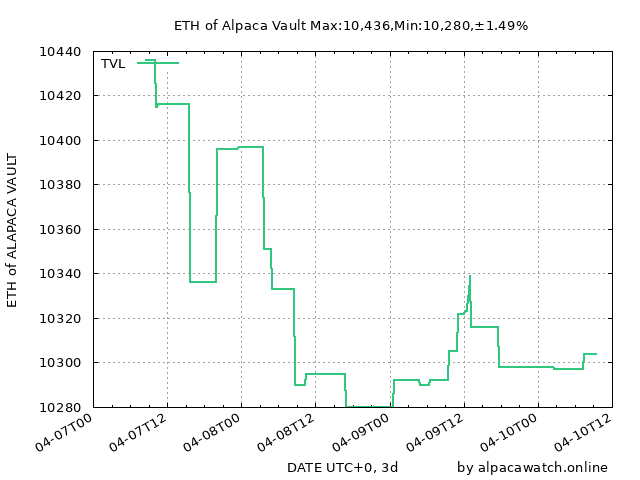 ETH of Alpaca Vault Max:10,436,Min:10,280,±1.49%
TVL
10440
10420
10400
10380
10360
10340
10320
10300
10280
ETH of ALAPACA VAULT
04-07T00
04-07T12
04-08T00
04-08T12
04-09T00
04-09T12
04-10T00
04-10T12
DATE UTC+0, 3d
by alpacawatch.online